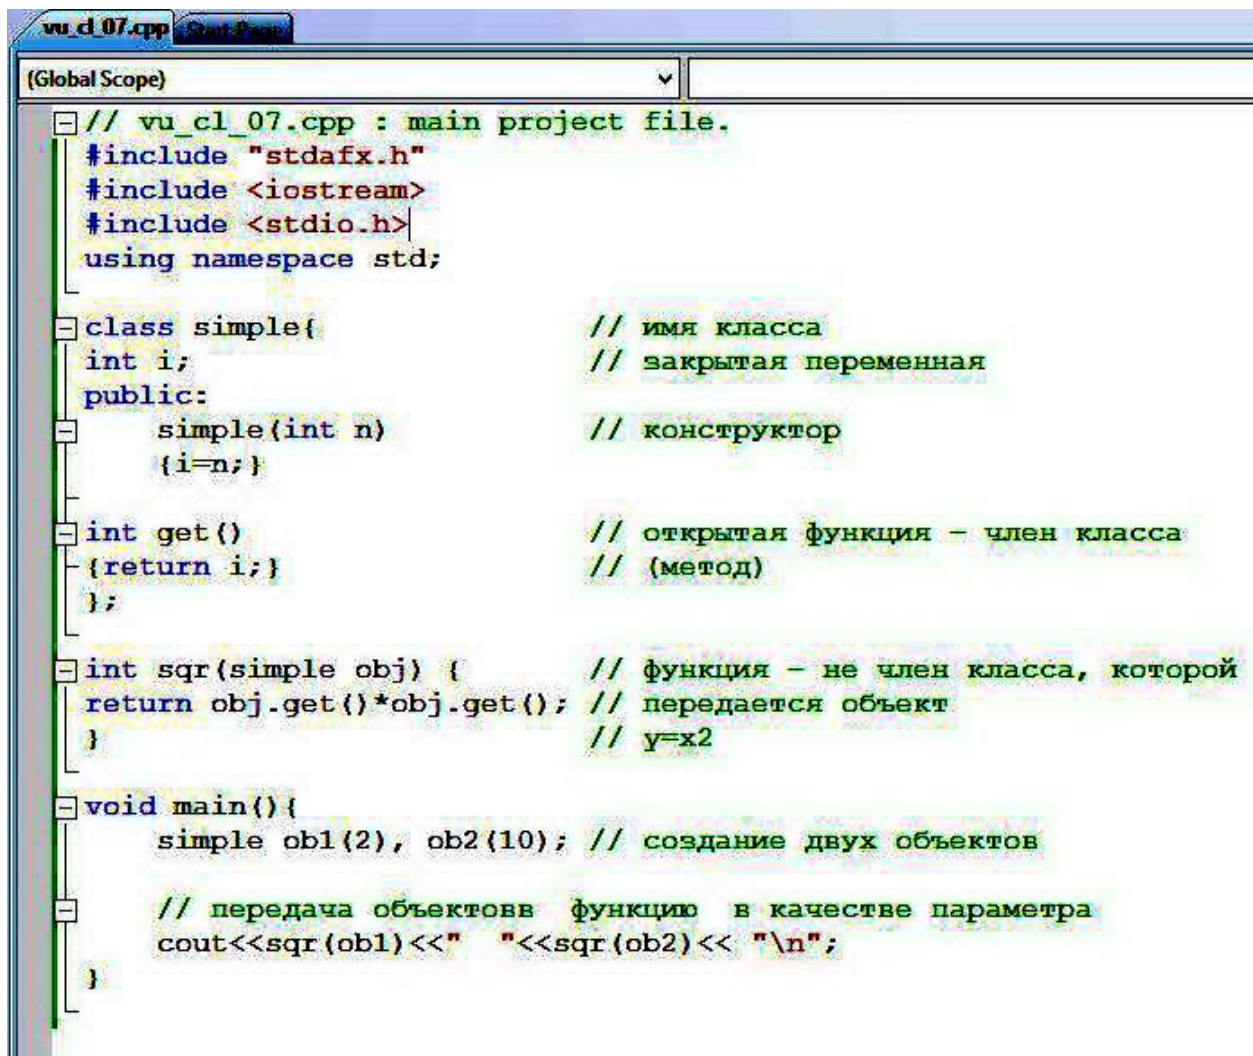 vu_cl_07.cpp Start Page
(Global Scope)
// vu_cl_07.cpp : main project file.
#include "stdafx.h"
#include <iostream>
#include <stdio.h>
using namespace std;
class simple{ // имя класса
int i; // закрытая переменная
public:
simple(int n) // конструктор
{i=n;}
int get() // открытая функция - член класса
{return i;} // (метод)
};
int sqr(simple obj) { // функция - не член класса, которой
return obj.get()*obj.get(); // передается объект
} // y=x2
void main(){
simple ob1(2), ob2(10); // создание двух объектов
// передача объектовв функцию в качестве параметра
cout<<sqr(ob1)<<" "<<sqr(ob2)<< "\n";
}